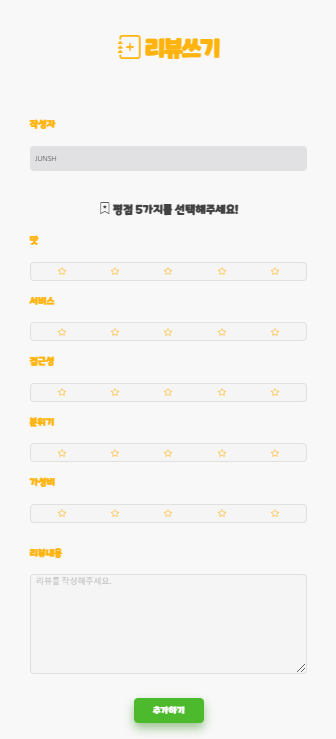 리뷰쓰기
작성자
JUNSH
평점 5가지를 선택해주세요!
맛
서비스
접근성
분위기
가성비
리뷰내용
리뷰를 작성해주세요.
추가하기